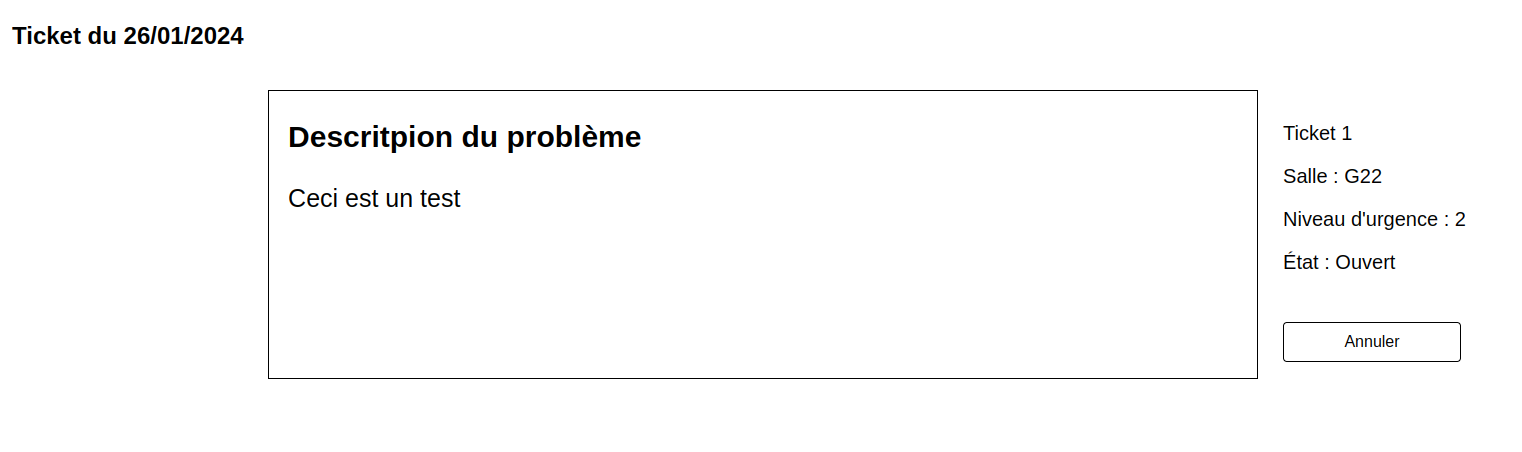 Ticket du 26/01/2024
Descritpion du problème
Ceci est un test
Ticket 1
Salle : G22
Niveau d'urgence : 2
État : Ouvert
Annuler